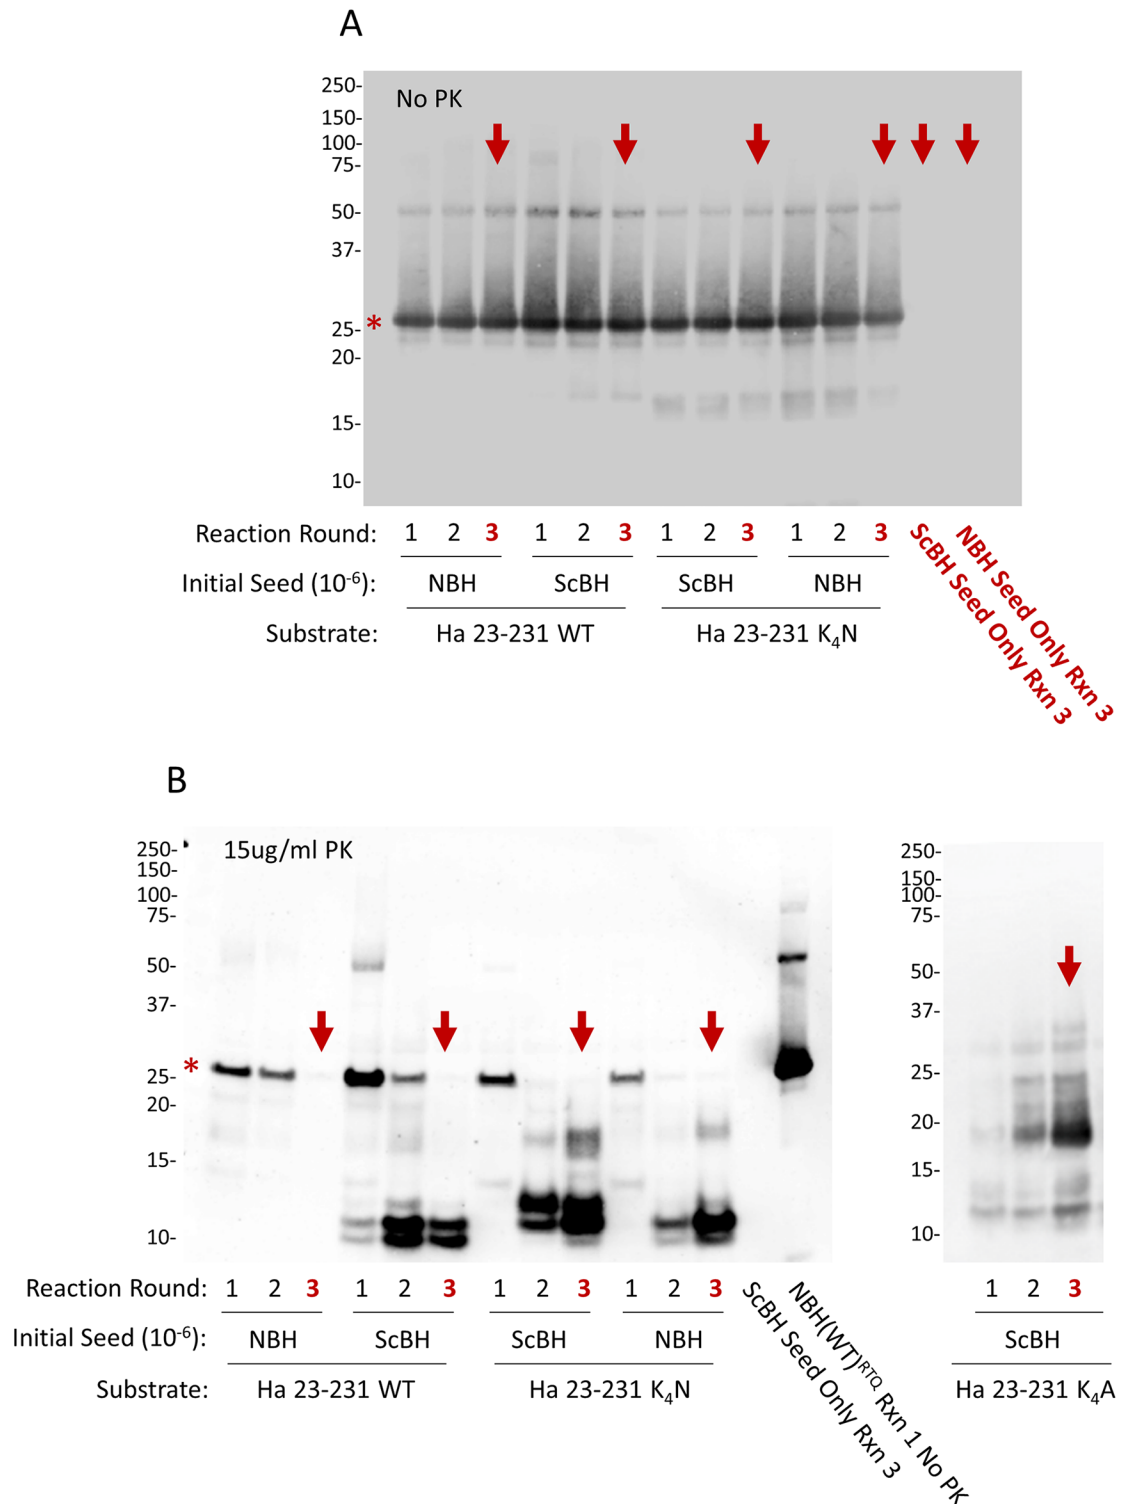 A
No PK
250-
150-
100-
75-
50-
37-
*
25-
20-
15-
10-
Reaction Round: 1 2 3 1 2 3 1 2 3 1 2 3
Initial Seed (10-6): NBH ScBH ScBH NBH
Substrate: Ha 23-231 WT Ha 23-231 K4N
ScBH Seed Only Rxn 3
NBH Seed Only Rxn 3
B
15ug/ml PK
250-
150-
100-
75-
50-
37-
*
25-
20-
15-
10-
250-
150-
100-
75-
50-
37-
25-
20-
15-
10-
Reaction Round: 1 2 3 1 2 3 1 2 3 1 2 3
Initial Seed (10-6): NBH ScBH ScBH NBH
Substrate: Ha 23-231 WT Ha 23-231 K4N
ScBH Seed Only Rxn 3
NBH(WT)RTQ Rxn 1 No PK
1 2 3
ScBH
Ha 23-231 K4A